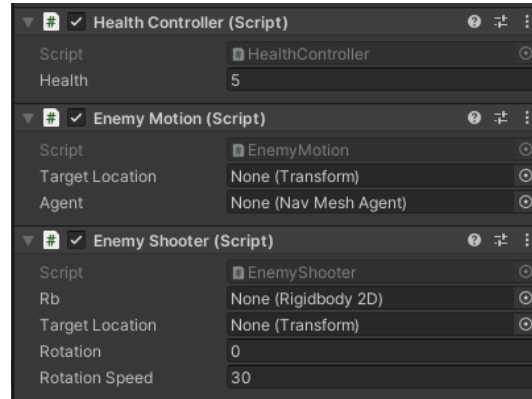 # Health Controller (Script)
Script # HealthController
Health 5
# Enemy Motion (Script)
Script # EnemyMotion
Target Location None (Transform)
Agent None (Nav Mesh Agent)
# Enemy Shooter (Script)
Script # EnemyShooter
Rb None (Rigidbody 2D)
Target Location None (Transform)
Rotation 0
Rotation Speed 30